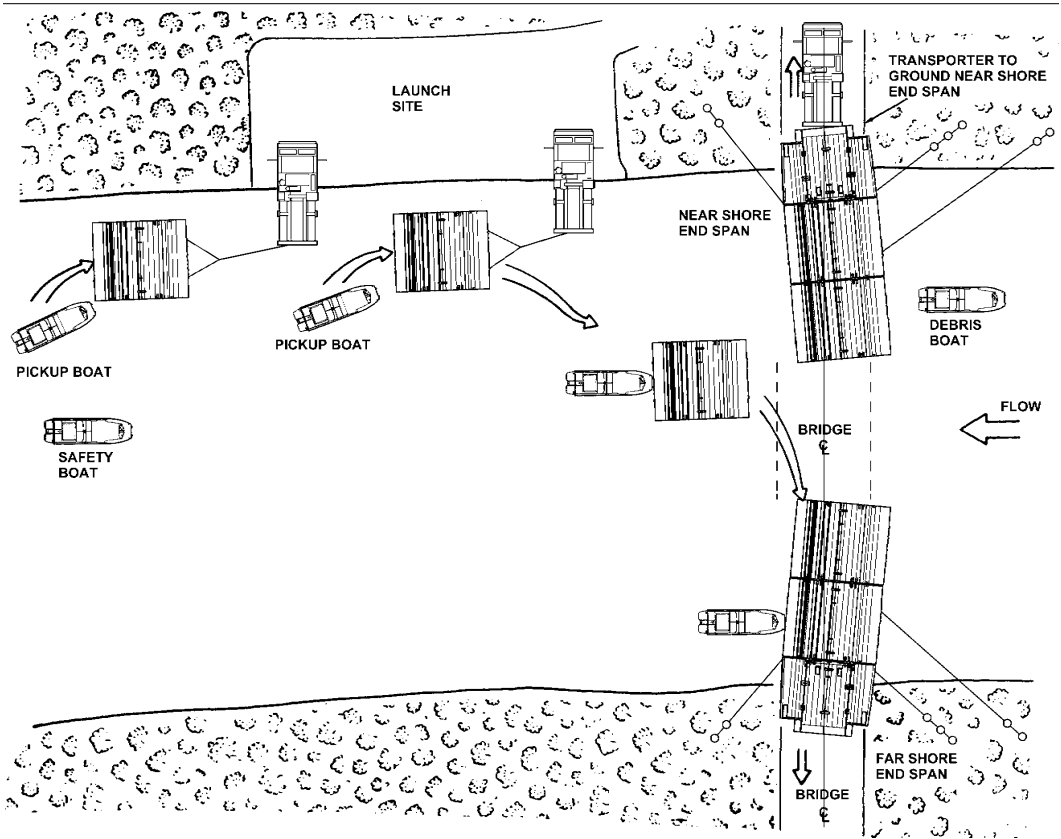 LAUNCH
SITE
TRANSPORTER TO
GROUND NEAR SHORE
END SPAN
NEAR SHORE
END SPAN
PICKUP BOAT
PICKUP BOAT
DEBRIS
BOAT
SAFETY
BOAT
BRIDGE
℄
FLOW
FAR SHORE
END SPAN
BRIDGE
℄